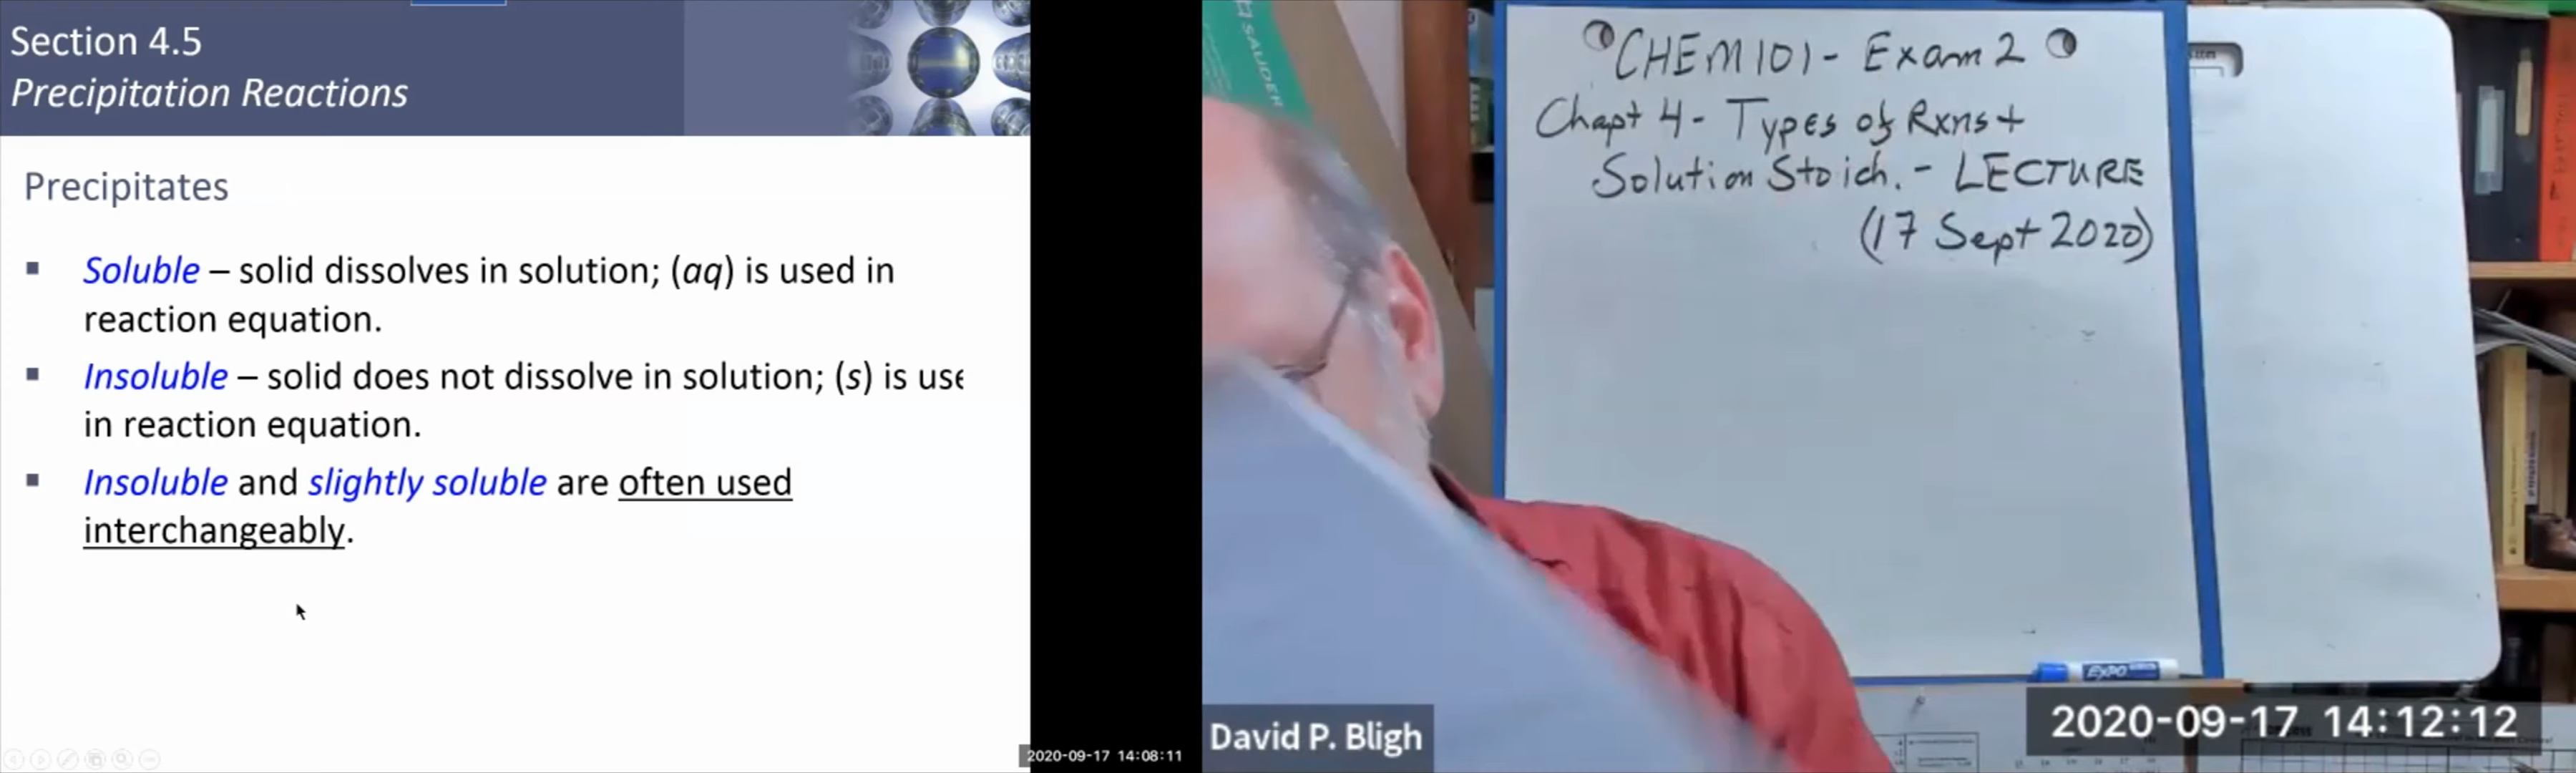 Section 4.5
Precipitation Reactions
Precipitates
Soluble – solid dissolves in solution; (aq) is used in
reaction equation.
Insoluble – solid does not dissolve in solution; (s) is use
in reaction equation.
Insoluble and slightly soluble are often used
interchangeably.
2020-09-17 14:08:11
SAUDER
CHEM 101 - Exam 2
Chapt 4 - Types of Rxns +
Solution Stoich. - LECTURE
(17 Sept 2020)
EXPO
David P. Bligh
2020-09-17 14:12:12